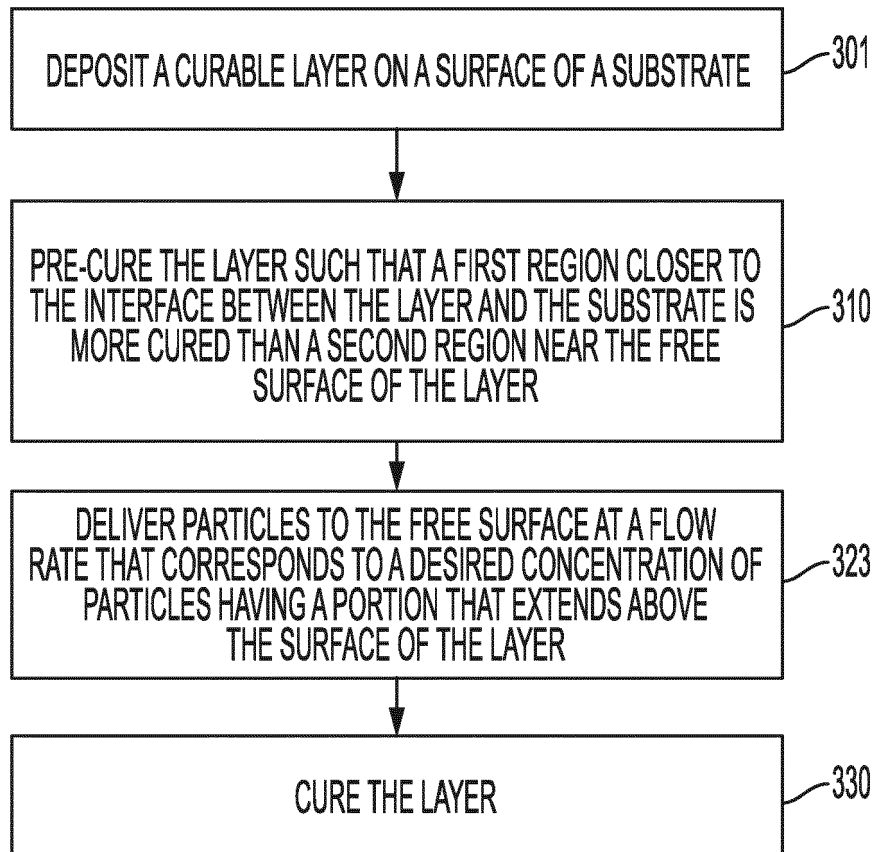 DEPOSIT A CURABLE LAYER ON A SURFACE OF A SUBSTRATE
301
PRE-CURE THE LAYER SUCH THAT A FIRST REGION CLOSER TO
THE INTERFACE BETWEEN THE LAYER AND THE SUBSTRATE IS
MORE CURED THAN A SECOND REGION NEAR THE FREE
SURFACE OF THE LAYER
310
DELIVER PARTICLES TO THE FREE SURFACE AT A FLOW
RATE THAT CORRESPONDS TO A DESIRED CONCENTRATION OF
PARTICLES HAVING A PORTION THAT EXTENDS ABOVE
THE SURFACE OF THE LAYER
323
CURE THE LAYER
330